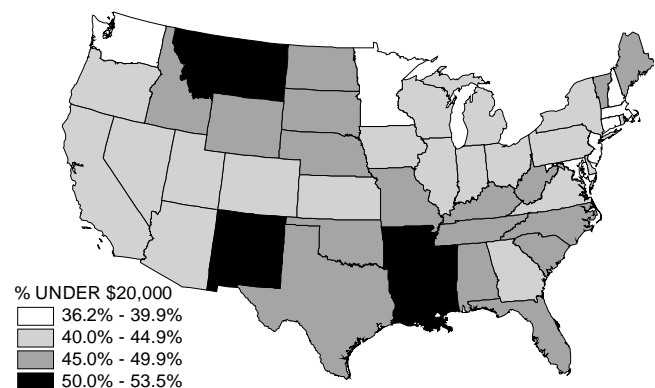 % UNDER $20,000
36.2% - 39.9%
40.0% - 44.9%
45.0% - 49.9%
50.0% - 53.5%